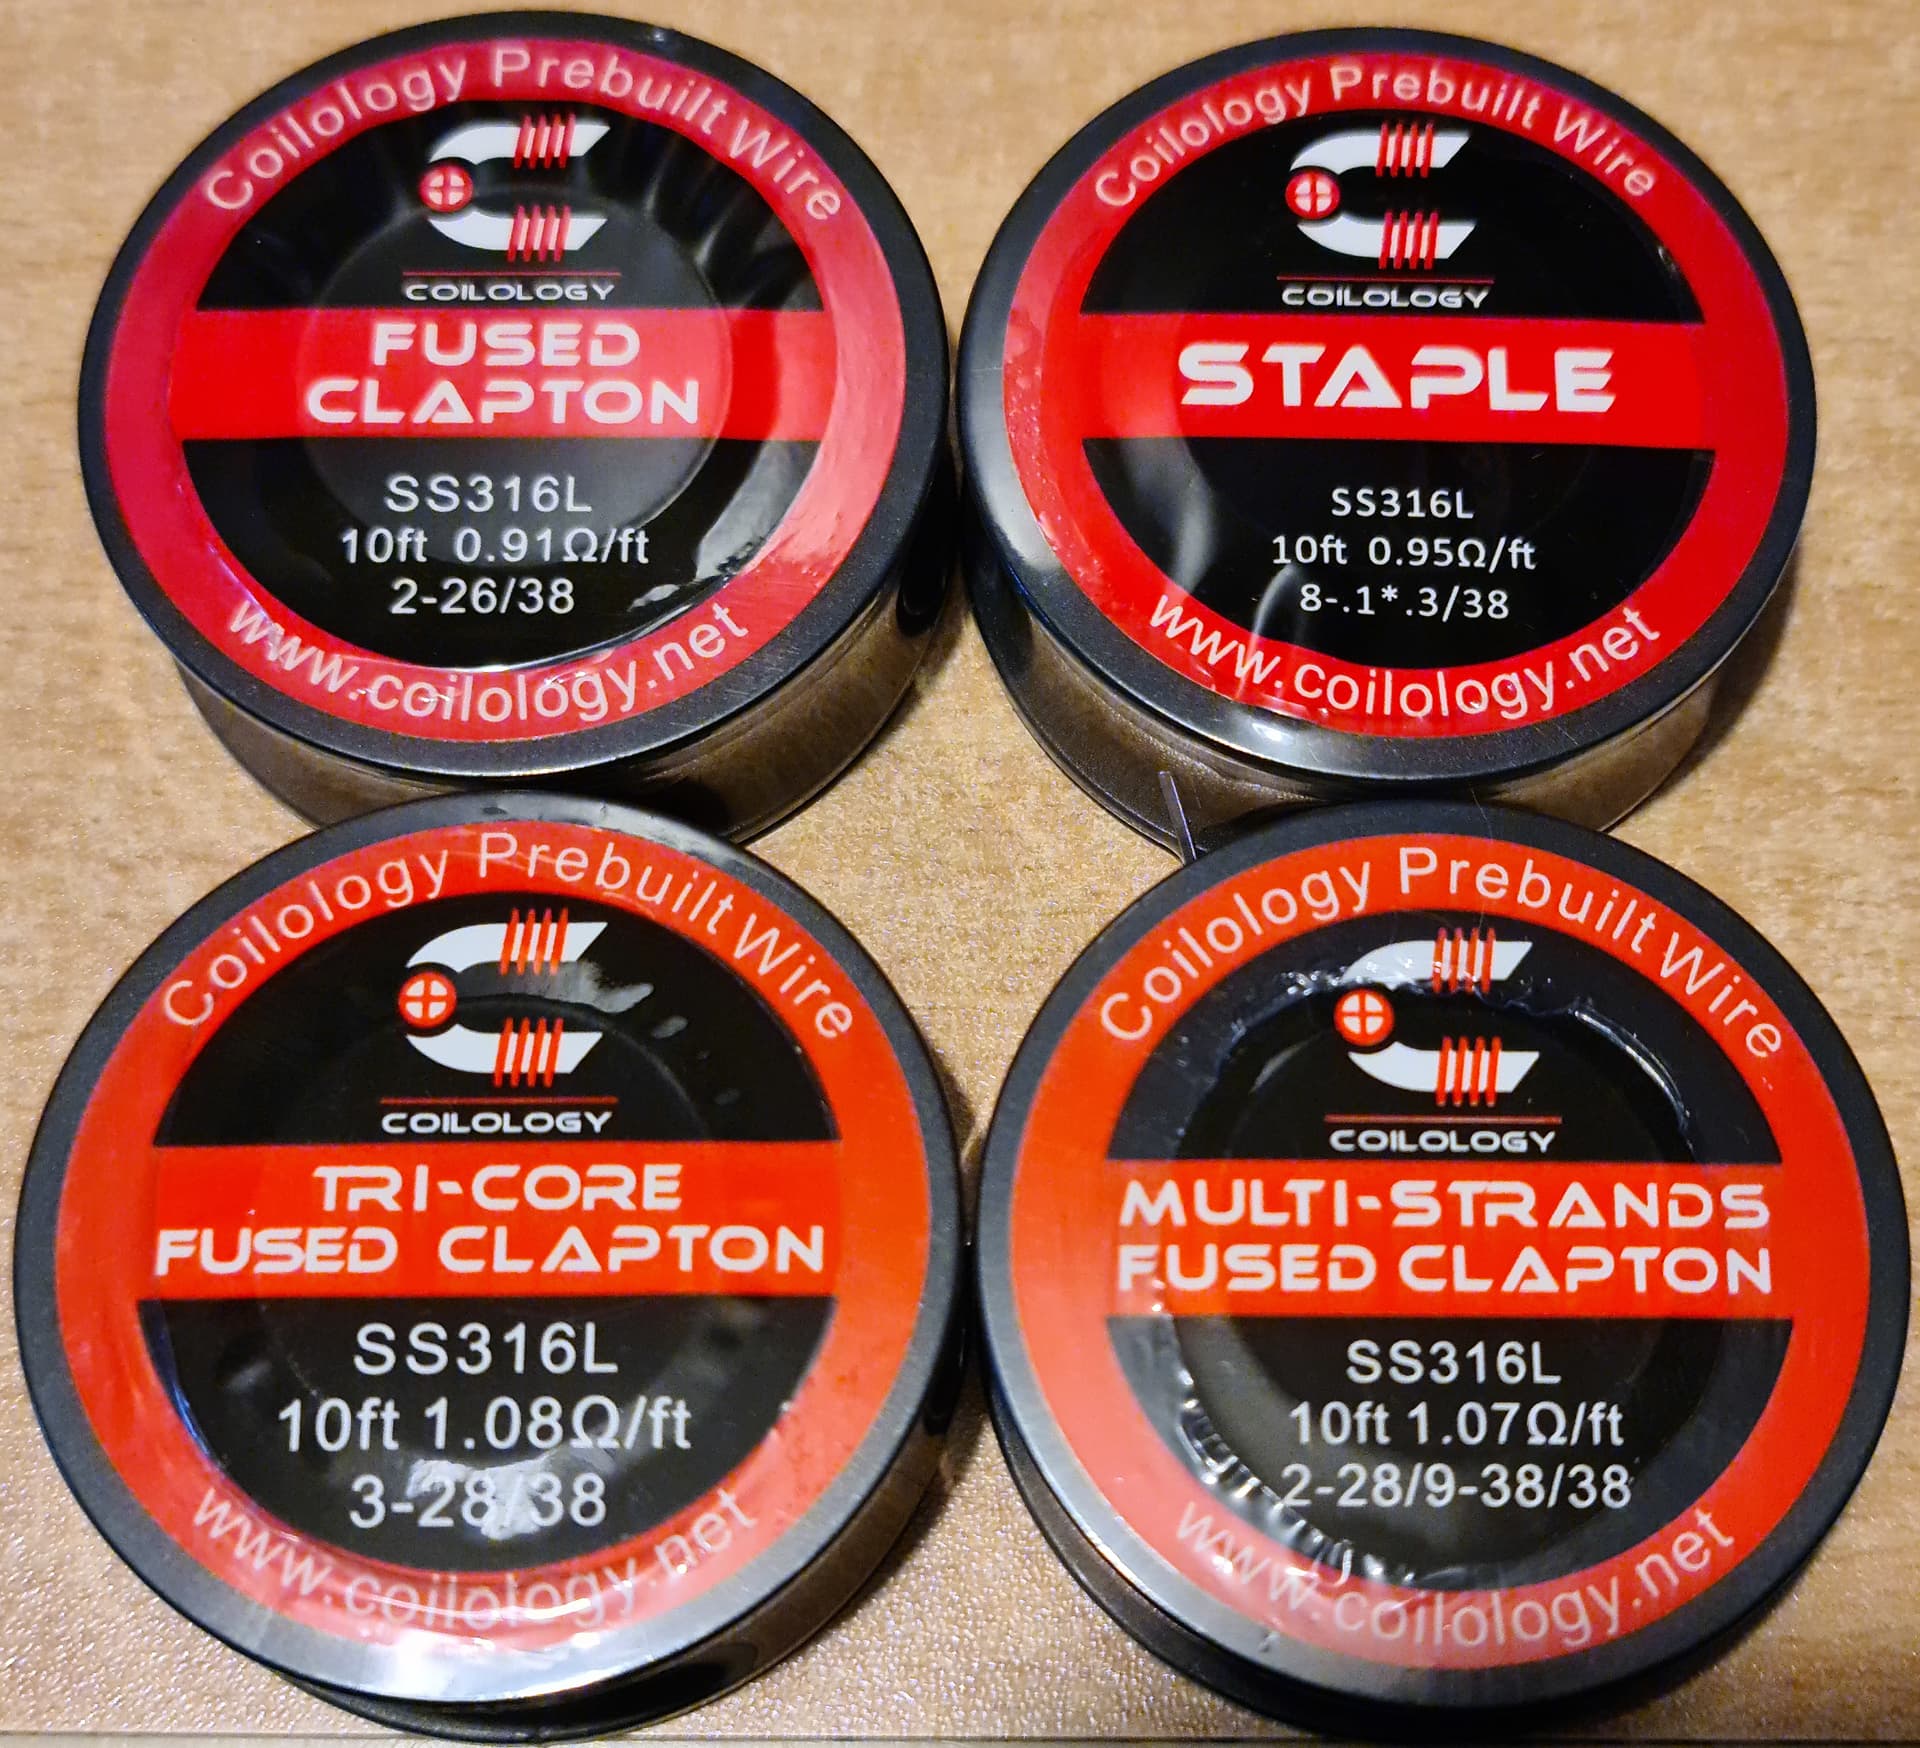 Coilology Prebuilt Wire
COILOLOGY
FUSED
CLAPTON
SS316L
10ft 0.91Ω/ft
2-26/38
www.coilology.net
Coilology Prebuilt Wire
COILOLOGY
STAPLE
SS316L
10ft 0.95Ω/ft
8-.1*.3/38
www.coilology.net
Coilology Prebuilt Wire
COILOLOGY
TRI-CORE
FUSED CLAPTON
SS316L
10ft 1.08Ω/ft
3-28/38
www.coilology.net
Coilology Prebuilt Wire
COILOLOGY
MULTI-STRANDS
FUSED CLAPTON
SS316L
10ft 1.07Ω/ft
2-28/9-38/38
www.coilology.net